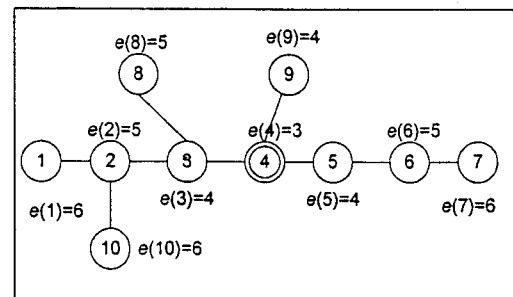 e(9)=4
e(8)=5
8
9
e(2)=5
e(4)=3
e(6)=5
1
2
3
4
5
6
7
e(3)=4
e(5)=4
e(1)=6
e(7)=6
10
e(10)=6